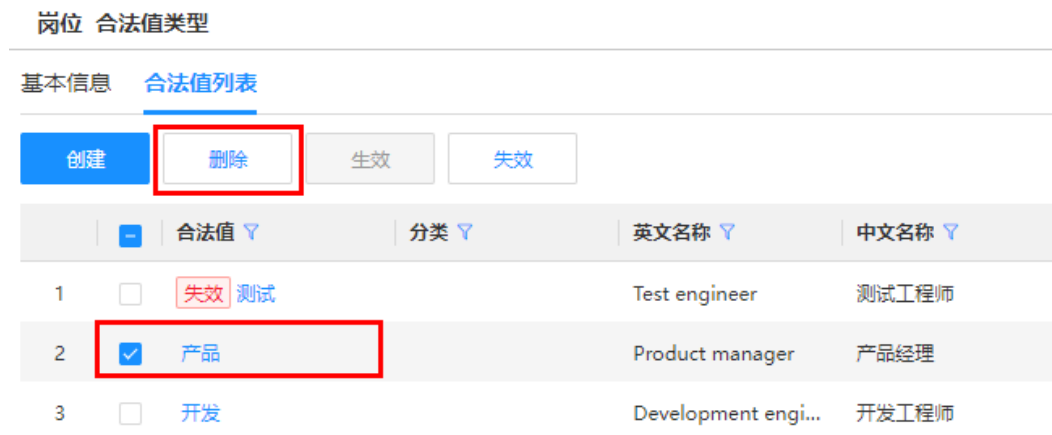 岗位 合法值类型
基本信息 合法值列表
创建 删除 生效 失效
合法值 分类 英文名称 中文名称
1 失效 测试 Test engineer 测试工程师
2 产品 Product manager 产品经理
3 开发 Development engi... 开发工程师